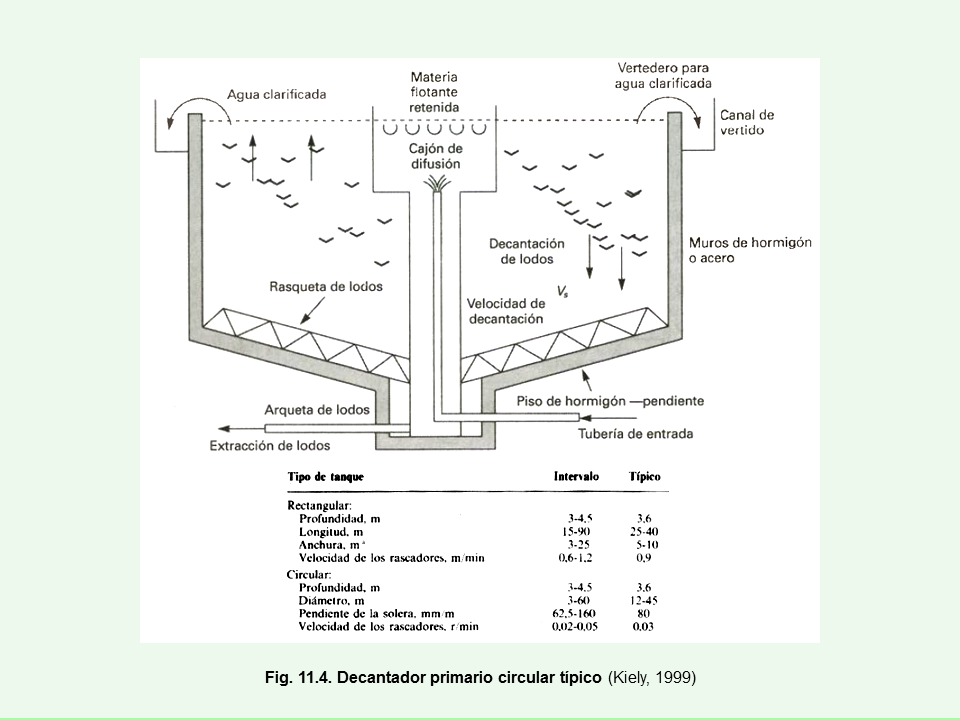 Agua clarificada
Materia
flotante
retenida
Vertedero para
agua clarificada
Canal de
vertido
Cajón de
difusión
Muros de hormigón
o acero
Decantación
de lodos
Rasqueta de lodos
Vs
Velocidad de
decantación
Piso de hormigón —pendiente
Arqueta de lodos
Tubería de entrada
Extracción de lodos
Tipo de tanque Intervalo Típico
Rectangular:
Profundidad, m 3-4,5 3,6
Longitud, m 15-90 25-40
Anchura, m ª 3-25 5-10
Velocidad de los rascadores, m/min 0,6-1,2 0,9
Circular:
Profundidad, m 3-4,5 3,6
Diámetro, m 3-60 12-45
Pendiente de la solera, mm/m 62,5-160 80
Velocidad de los rascadores, r/min 0,02-0,05 0,03
Fig. 11.4. Decantador primario circular típico (Kiely, 1999)